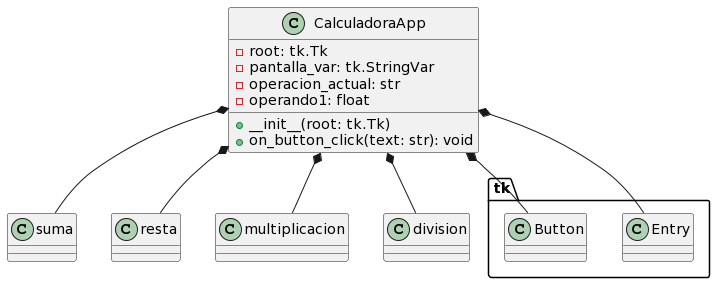 C CalculadoraApp
root: tk.Tk
pantalla_var: tk.StringVar
operacion_actual: str
operando1: float
__init__(root: tk.Tk)
on_button_click(text: str): void
tk
C suma
C resta
C multiplicacion
C division
C Button
C Entry